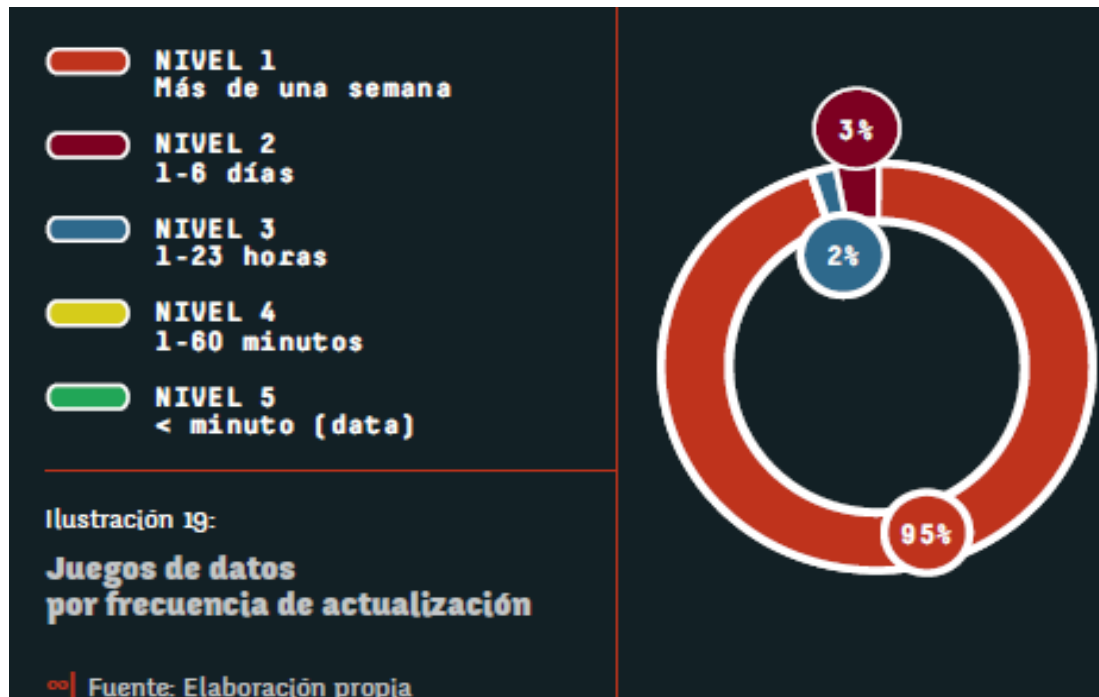 NIVEL 1
Más de una semana
NIVEL 2
1-6 días
NIVEL 3
1-23 horas
NIVEL 4
1-60 minutos
NIVEL 5
< minuto (data)
Ilustración 19:
Juegos de datos
por frecuencia de actualización
∞| Fuente: Elaboración propia
3%
2%
95%